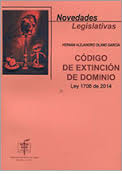 Novedades
Legislativas
HERNÁN ALEJANDRO OLANO GARCÍA
CÓDIGO
DE EXTINCIÓN
DE DOMINIO
Ley 1708 de 2014